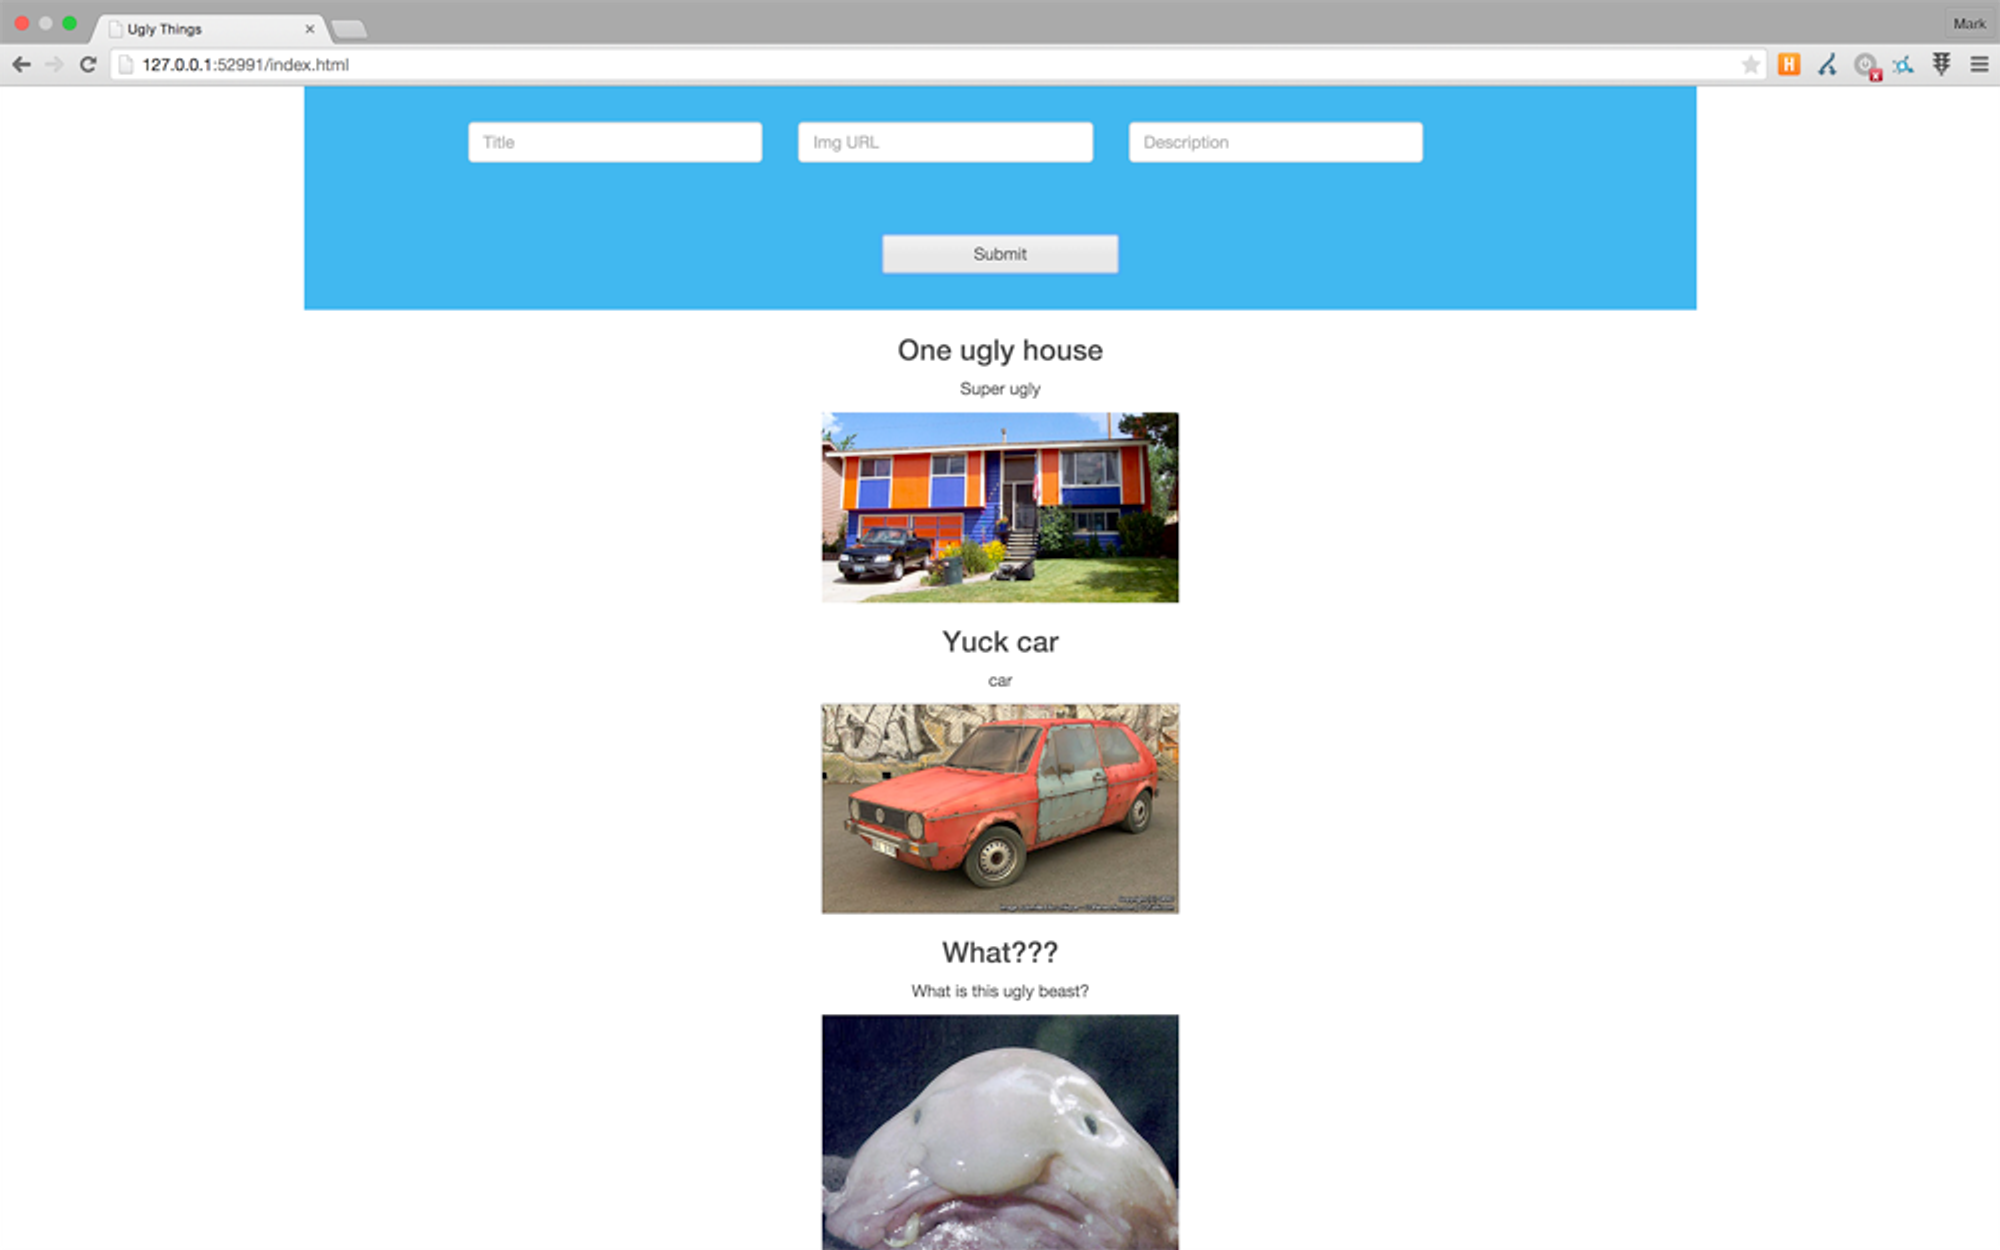 Ugly Things
Mark
127.0.0.1:52991/index.html
H
Title
Img URL
Description
Submit
One ugly house
Super ugly
Yuck car
car
What???
What is this ugly beast?